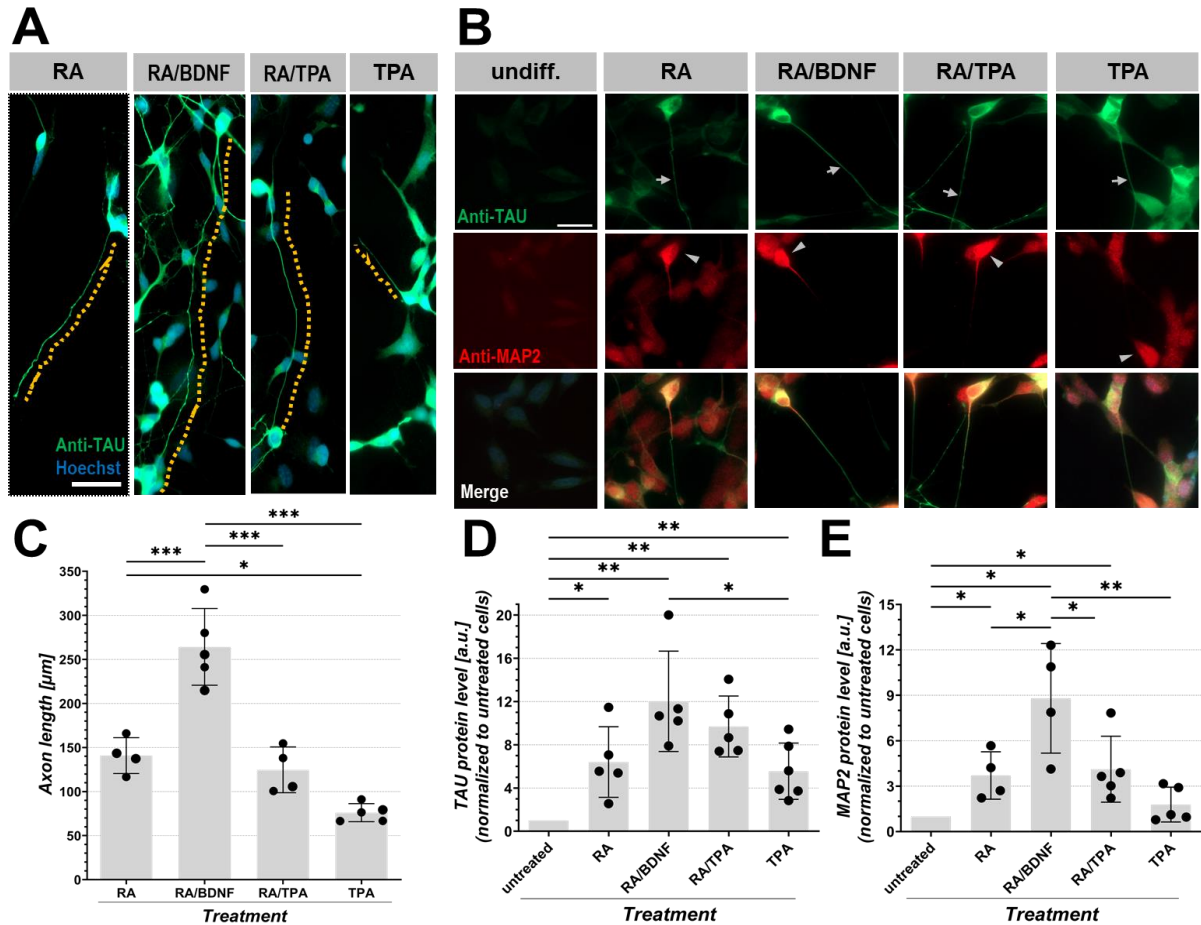 A
RA
RA/BDNF
RA/TPA
TPA
Anti-TAU
Hoechst
B
undiff.
RA
RA/BDNF
RA/TPA
TPA
Anti-TAU
Anti-MAP2
Merge
C
***
***
***
*
Axon length [µm]
350
300
250
200
150
100
50
0
RA
RA/BDNF
RA/TPA
TPA
Treatment
D
**
**
**
*
*
TAU protein level [a.u.]
(normalized to untreated cells)
20
16
12
8
4
0
untreated
RA
RA/BDNF
RA/TPA
TPA
Treatment
E
*
*
**
*
*
*
MAP2 protein level [a.u.]
(normalized to untreated cells)
15
12
9
6
3
0
untreated
RA
RA/BDNF
RA/TPA
TPA
Treatment